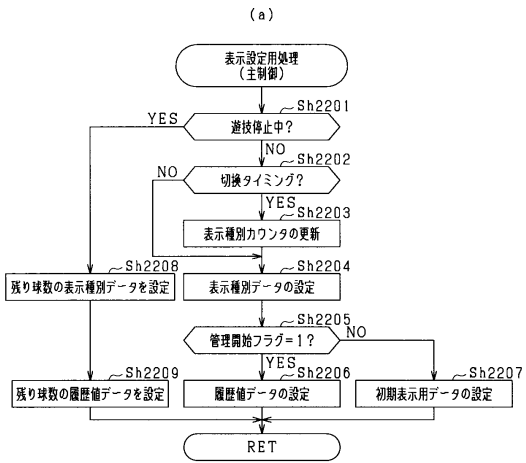 (a)
表示設定用処理
(主制御)
Sh2201
YES
遊技停止中?
NO
Sh2202
NO
切換タイミング?
YES
Sh2203
表示種別カウンタの更新
Sh2208
Sh2204
残り球数の表示種別データを設定
表示種別データの設定
Sh2205
管理開始フラグ=1?
NO
YES
Sh2209
Sh2206
Sh2207
残り球数の履歴値データを設定
履歴値データの設定
初期表示用データの設定
RET